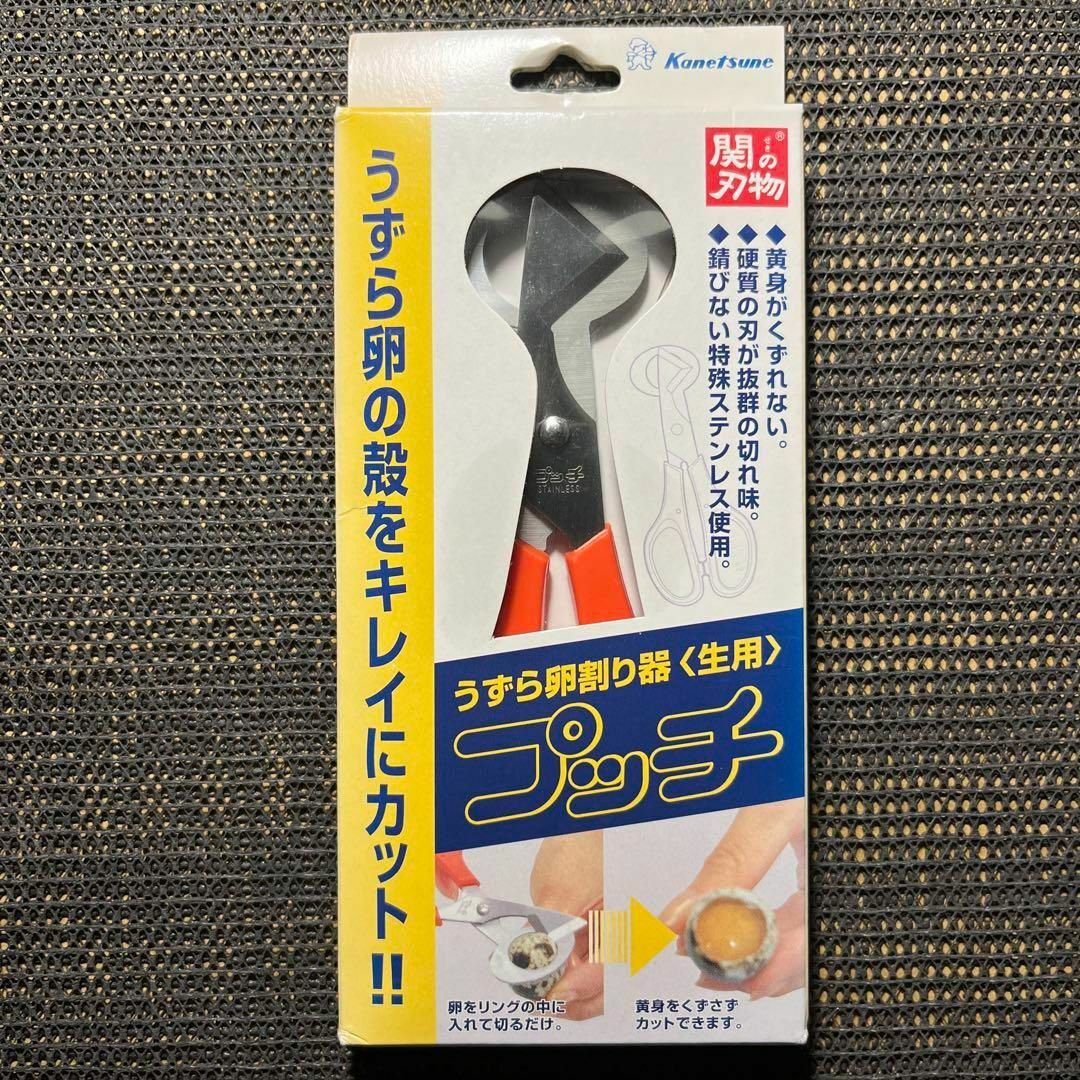 Kanetsune
関の刃物
せき
®
うずら卵の殻をキレイにカット!!
◆黄身がくずれない。
◆硬質の刃が抜群の切れ味。
◆錆びない特殊ステンレス使用。
プッチ
STAINLESS
うずら卵割り器〈生用〉
プッチ
卵をリングの中に
入れて切るだけ。
黄身をくずさず
カットできます。